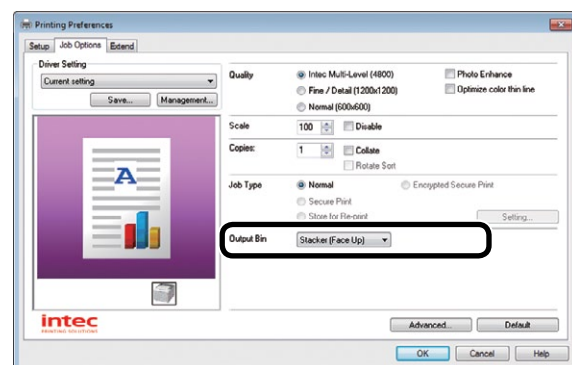 Printing Preferences
Setup Job Options Extend
Driver Setting
Current setting
Save... Management...
A
intec
PRINTING SOLUTIONS
Quality Intec Multi-Level (4800) Photo Enhance
Fine / Detail (1200x1200) Optimize color thin line
Normal (600x600)
Scale 100 Disable
Copies: 1 Collate
Rotate Sort
Job Type Normal Encrypted Secure Print
Secure Print
Store for Re-print Setting...
Output Bin Stacker (Face Up)
Advanced... Default
OK Cancel Help